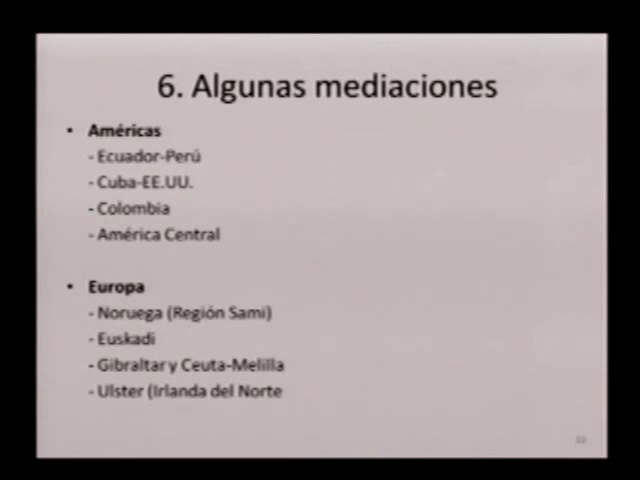 6. Algunas mediaciones
• Américas
- Ecuador-Perú
- Cuba-EE.UU.
- Colombia
- América Central
• Europa
- Noruega (Región Sami)
- Euskadi
- Gibraltar y Ceuta-Melilla
- Ulster (Irlanda del Norte